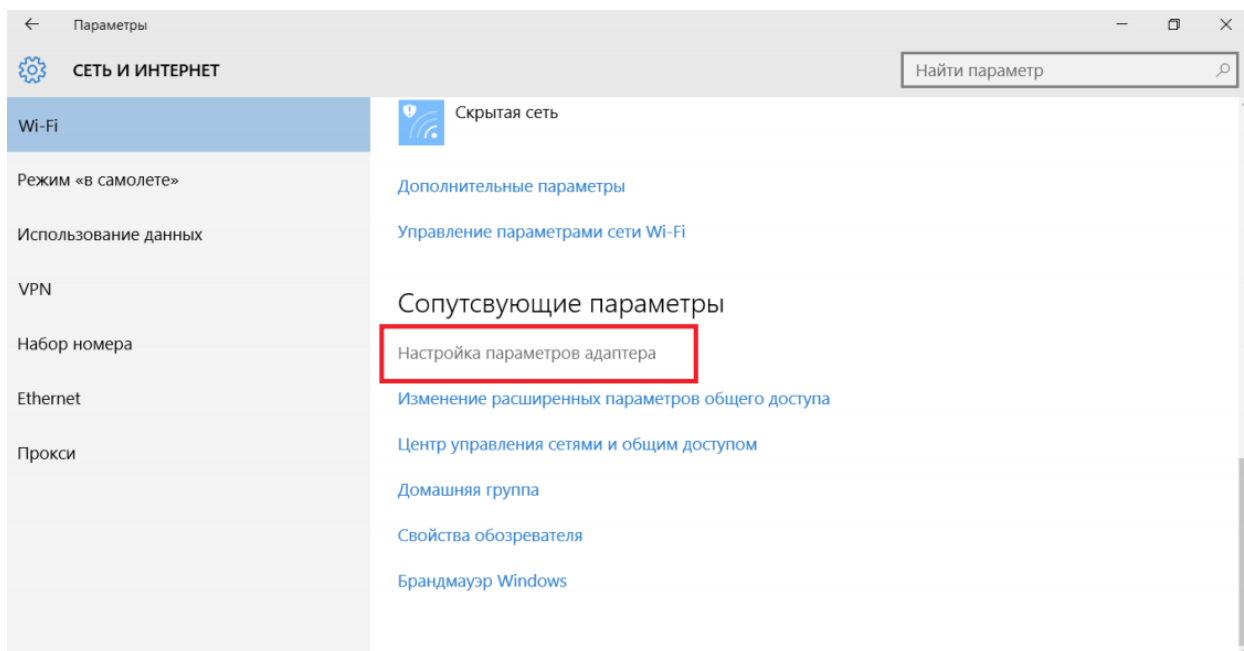 Параметры
СЕТЬ И ИНТЕРНЕТ
Найти параметр
Wi-Fi
Режим «в самолете»
Использование данных
VPN
Набор номера
Ethernet
Прокси
Скрытая сеть
Дополнительные параметры
Управление параметрами сети Wi-Fi
Сопутсвующие параметры
Настройка параметров адаптера
Изменение расширенных параметров общего доступа
Центр управления сетями и общим доступом
Домашняя группа
Свойства обозревателя
Брандмауэр Windows